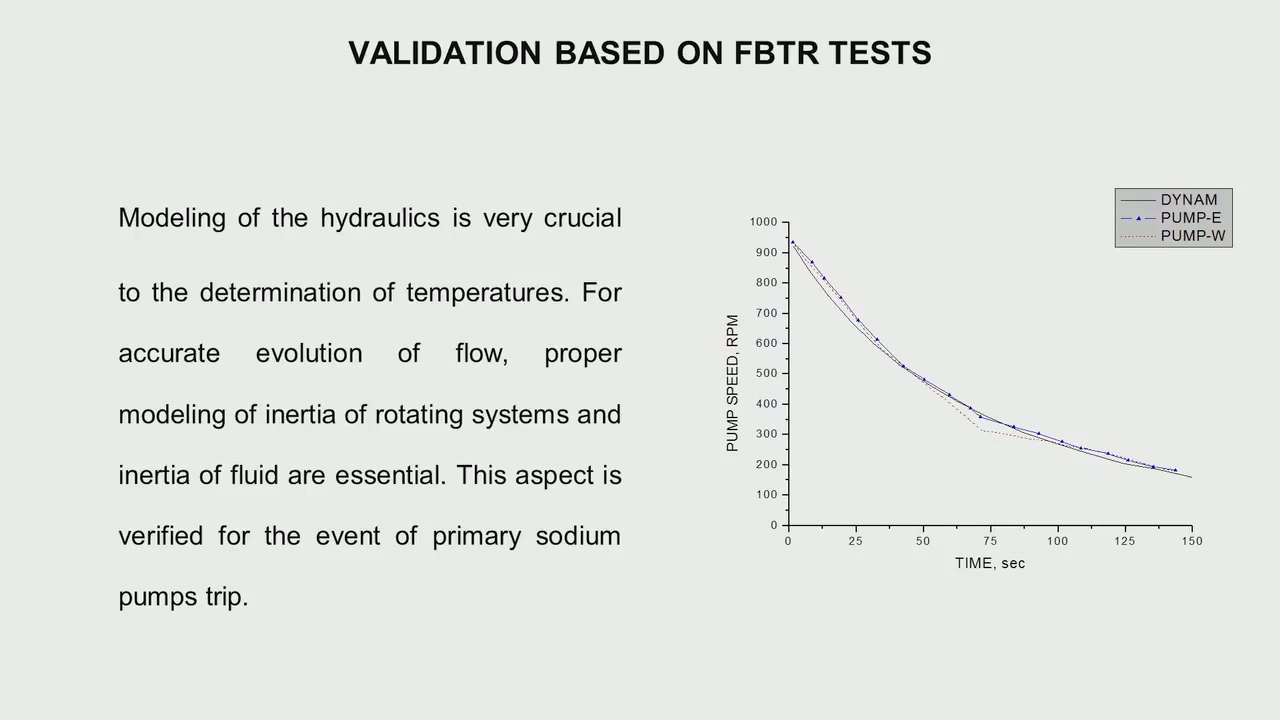 VALIDATION BASED ON FBTR TESTS
Modeling of the hydraulics is very crucial
to the determination of temperatures. For
accurate evolution of flow, proper
modeling of inertia of rotating systems and
inertia of fluid are essential. This aspect is
verified for the event of primary sodium
pumps trip.
DYNAM
PUMP-E
PUMP-W
PUMP SPEED, RPM
1000
900
800
700
600
500
400
300
200
100
0
0 25 50 75 100 125 150
TIME, sec